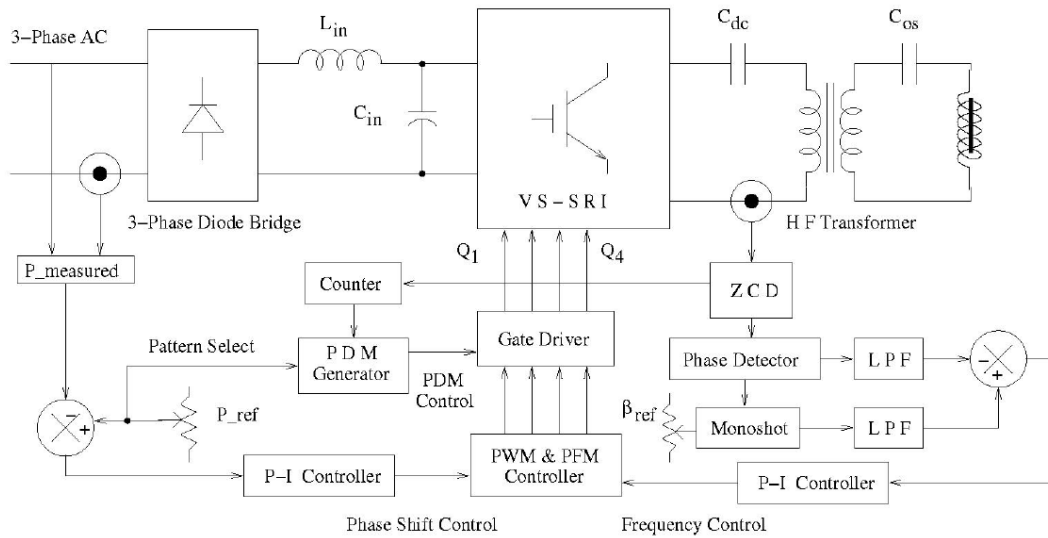 3-Phase AC
L_in
C_in
C_dc
C_os
3-Phase Diode Bridge
VS-SRI
H F Transformer
P_measured
Q_1
Q_4
Counter
Z C D
Pattern Select
P D M
Generator
PDM
Control
Gate Driver
Phase Detector
L P F
-
+
P_ref
β_ref
Monoshot
L P F
-
+
P-I Controller
PWM & PFM
Controller
P-I Controller
Phase Shift Control
Frequency Control